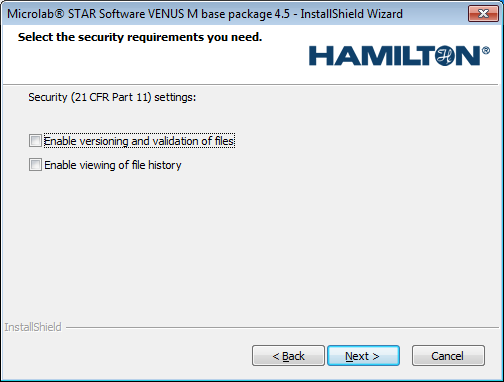 Microlab® STAR Software VENUS M base package 4.5 - InstallShield Wizard
Select the security requirements you need.
HAMILTON®
Security (21 CFR Part 11) settings:
Enable versioning and validation of files
Enable viewing of file history
InstallShield
< Back
Next >
Cancel